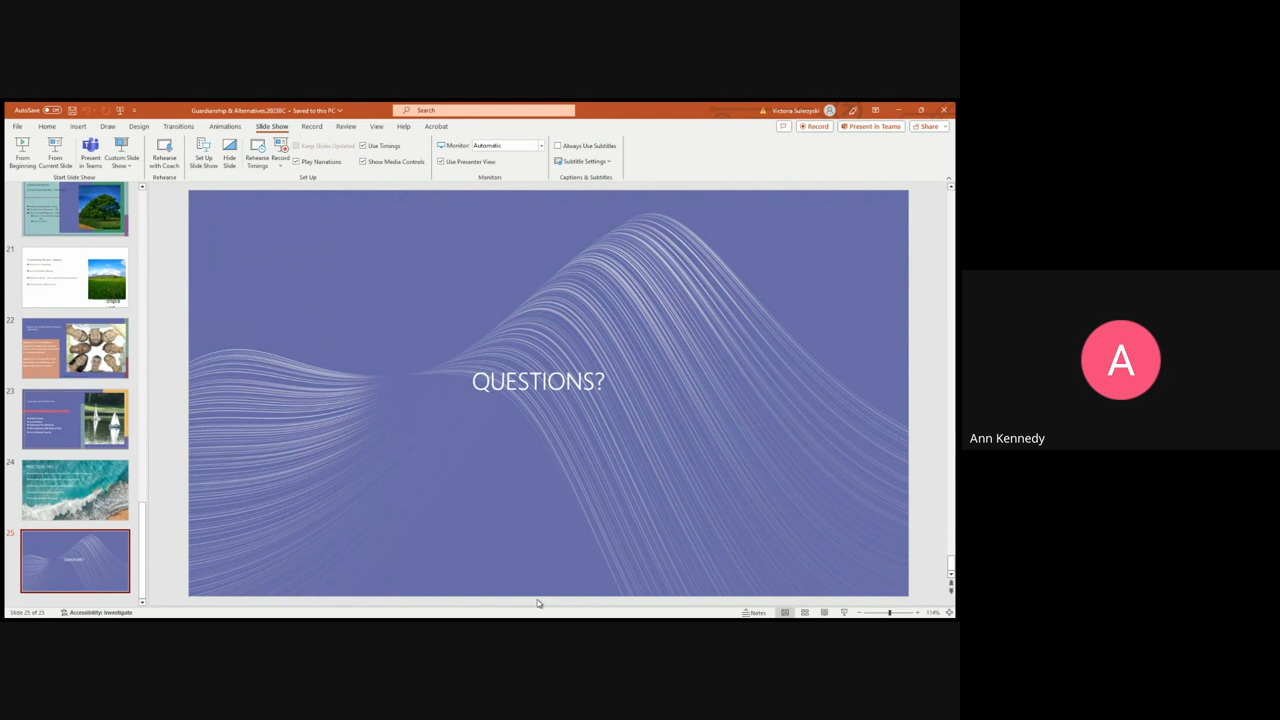 AutoSave Off
Guardianship & Alternatives.2023BC • Saved to this PC
Search
Victoria Sulerzyski
File Home Insert Draw Design Transitions Animations Slide Show Record Review View Help Acrobat
Record Present in Teams Share
From Beginning
From Current Slide
Present in Teams
Custom Slide Show
Rehearse with Coach
Set Up Slide Show
Hide Slide
Rehearse Timings
Record
Keep Slides Updated
Use Timings
Play Narrations
Show Media Controls
Monitor: Automatic
Use Presenter View
Always Use Subtitles
Subtitle Settings
Start Slide Show
Rehearse
Set Up
Monitors
Captions & Subtitles
21
22
23
24
PRACTICE TIPS
25
QUESTIONS?
QUESTIONS?
A
Ann Kennedy
Slide 25 of 25
Accessibility: Investigate
Notes
114%